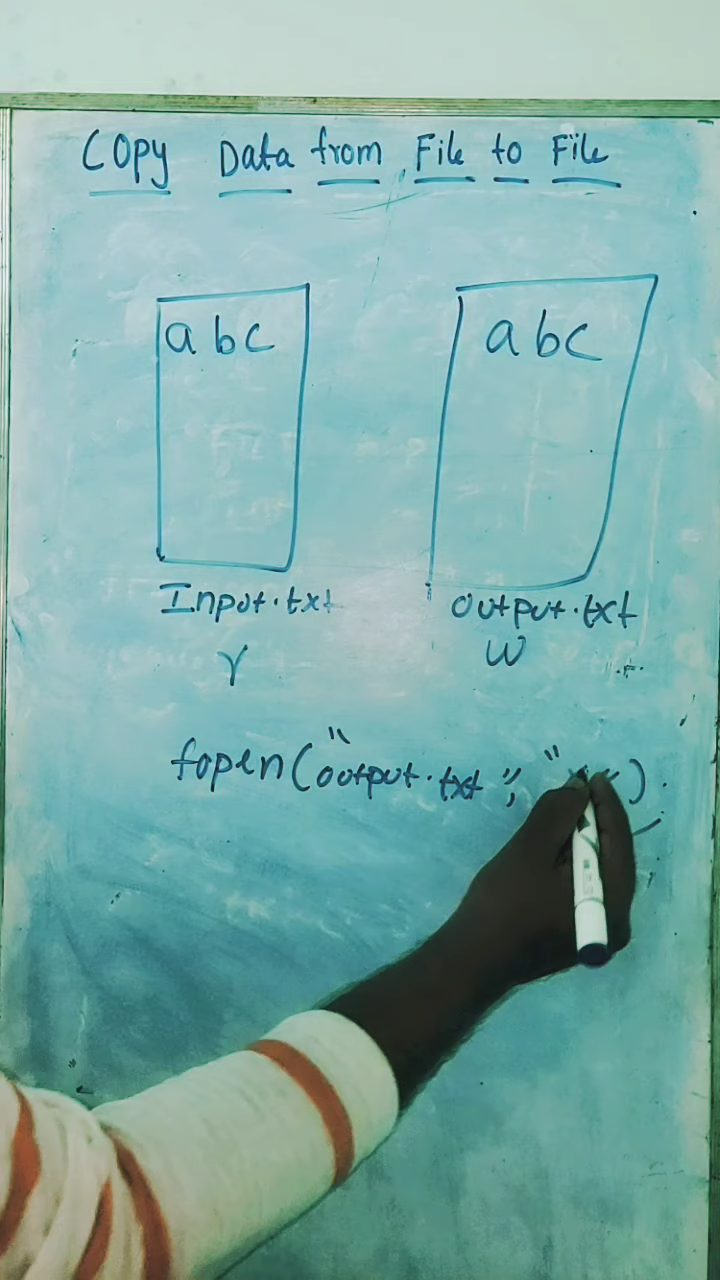 Copy Data from File to File
abc abc
Input.txt output.txt
r w
fopen("output.txt", " ").